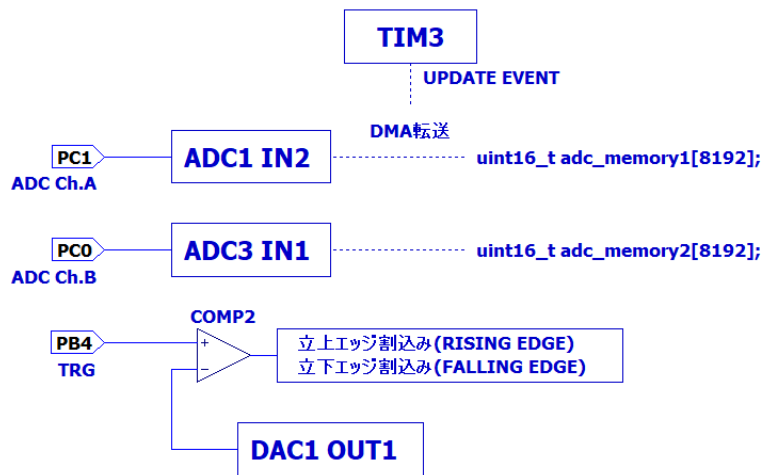 TIM3
UPDATE EVENT
DMA転送
PC1
ADC1 IN2
uint16_t adc_memory1[8192];
ADC Ch.A
PC0
ADC3 IN1
uint16_t adc_memory2[8192];
ADC Ch.B
COMP2
PB4
+
立上エッジ割込み(RISING EDGE)
TRG
−
立下エッジ割込み(FALLING EDGE)
DAC1 OUT1